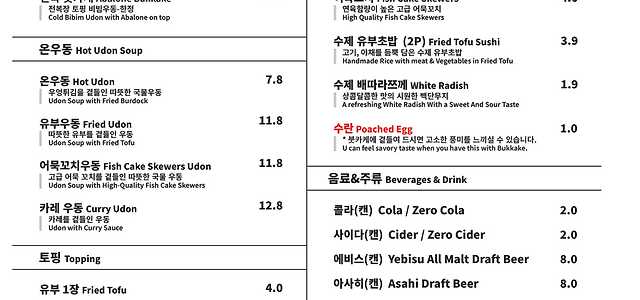 전복장 토핑 비빔우동-한정
Cold Bibim Udon with Abalone on top
온우동 Hot Udon Soup
온우동 Hot Udon 7.8
우엉튀김을 곁들인 따뜻한 국물우동
Udon Soup with Fried Burdock
유부우동 Fried Udon 11.8
따뜻한 유부를 곁들인 우동
Udon Soup with Fried Tofu
어묵꼬치우동 Fish Cake Skewers Udon 11.8
고급 어묵 꼬치를 곁들인 따뜻한 국물 우동
Udon Soup with High-Quality Fish Cake Skewers
카레 우동 Curry Udon 12.8
카레를 곁들인 우동
Udon with Curry Sauce
토핑 Topping
유부 1장 Fried Tofu 4.0
연육함량이 높은 고급 어묵꼬치
High Quality Fish Cake Skewers
수제 유부초밥 (2P) Fried Tofu Sushi 3.9
고기, 야채를 듬뿍 담은 수제 유부초밥
Handmade Rice with meat & Vegetables in Fried Tofu
수제 배따라쯔께 White Radish 1.9
상큼달콤한 맛의 시원한 백단무지
A refreshing White Radish With a Sweet And Sour Taste
수란 Poached Egg 1.0
* 붓카케에 곁들여 드시면 고소한 풍미를 느끼실 수 있습니다.
U can feel savory taste when you have this with Bukkake.
음료&주류 Beverages & Drink
콜라(캔) Cola / Zero Cola 2.0
사이다(캔) Cider / Zero Cider 2.0
에비스(캔) Yebisu All Malt Draft Beer 8.0
아사히(캔) Asahi Draft Beer 8.0